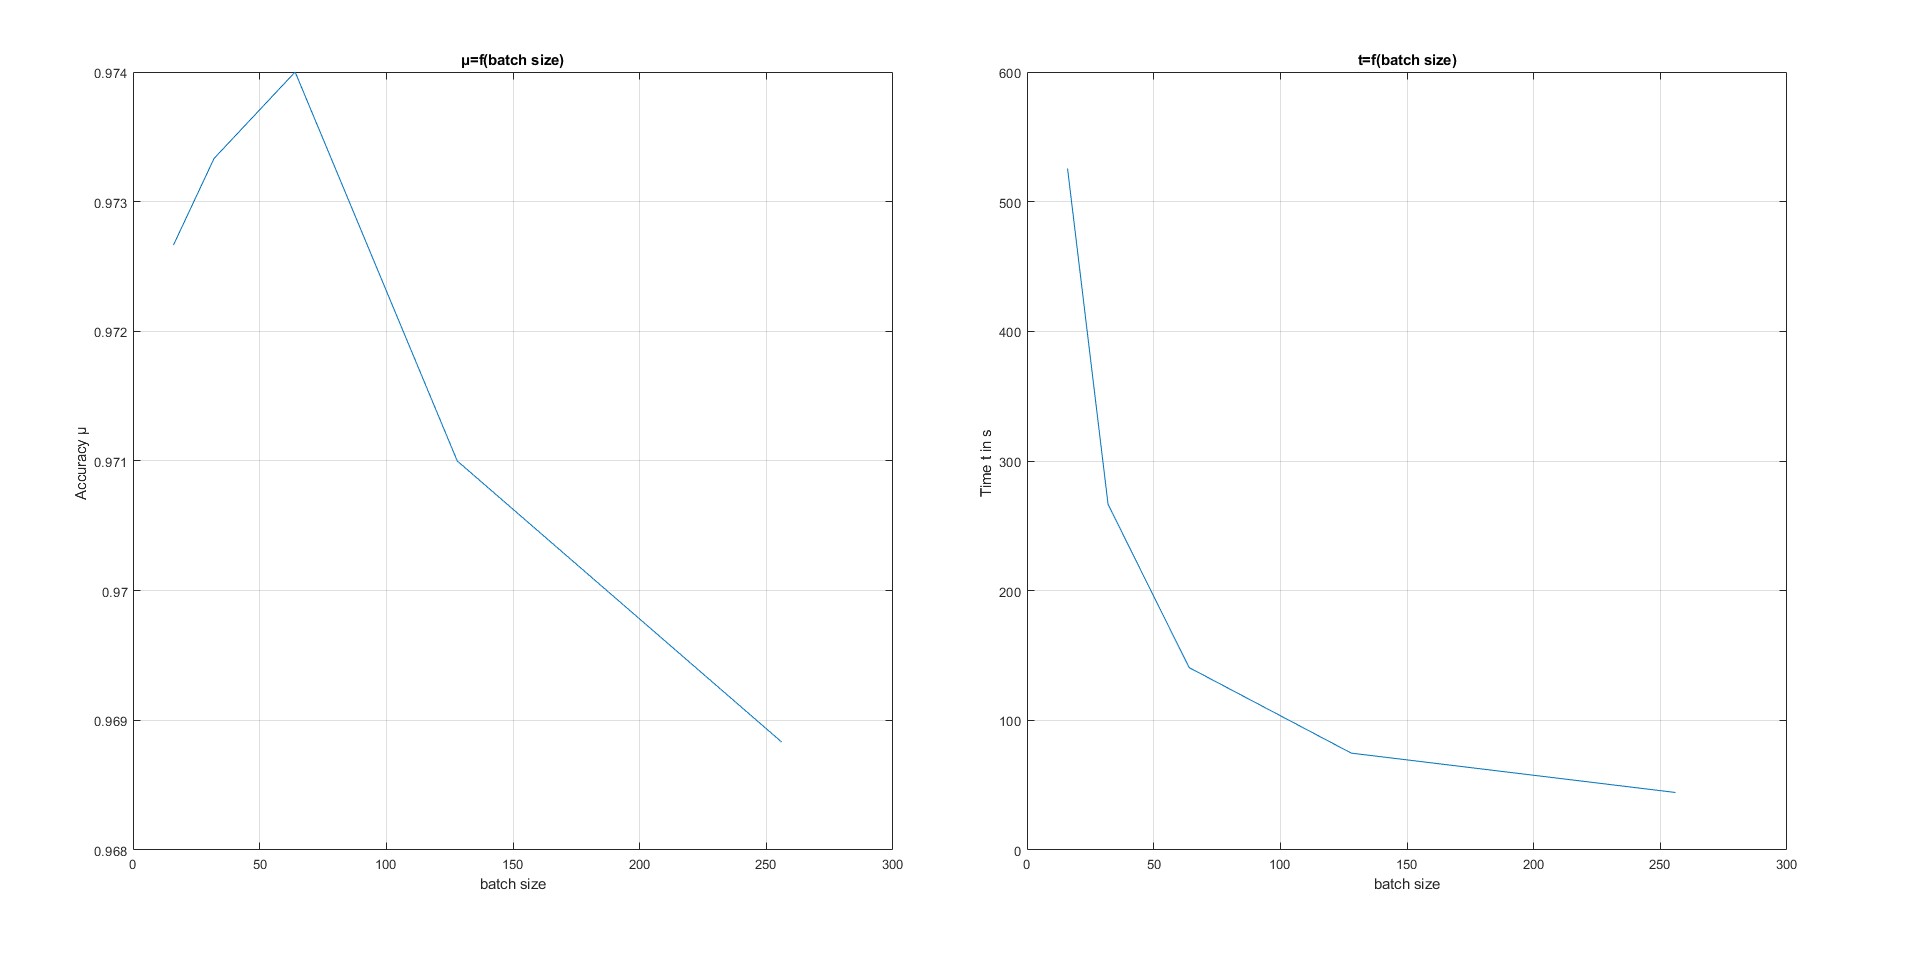 µ=f(batch size)
0.974
0.973
0.972
0.971
0.97
0.969
0.968
Accuracy µ
0 50 100 150 200 250 300
batch size
t=f(batch size)
600
500
400
300
200
100
0
Time t in s
0 50 100 150 200 250 300
batch size